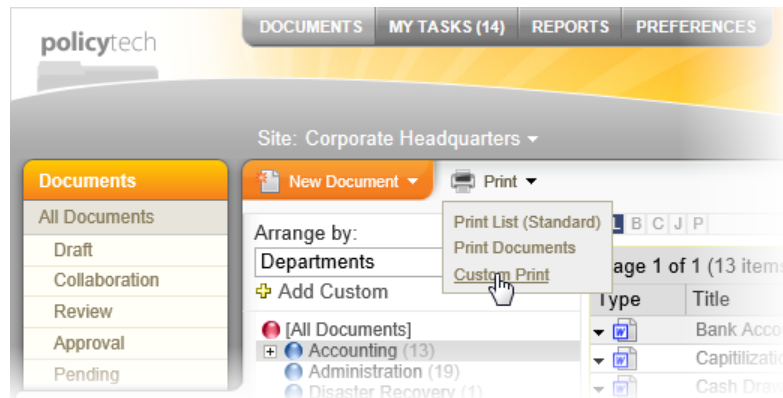 policytech
DOCUMENTS MY TASKS (14) REPORTS PREFERENCES
Site: Corporate Headquarters
Documents
All Documents
Draft
Collaboration
Review
Approval
Pending
New Document Print
Print List (Standard)
Print Documents
Custom Print
Arrange by:
Departments
Add Custom
[All Documents]
Accounting (13)
Administration (19)
Disaster Recovery (1)
L B C J P
age 1 of 1 (13 items
Type Title
Bank Acco
Capitilizati
Cash Draw